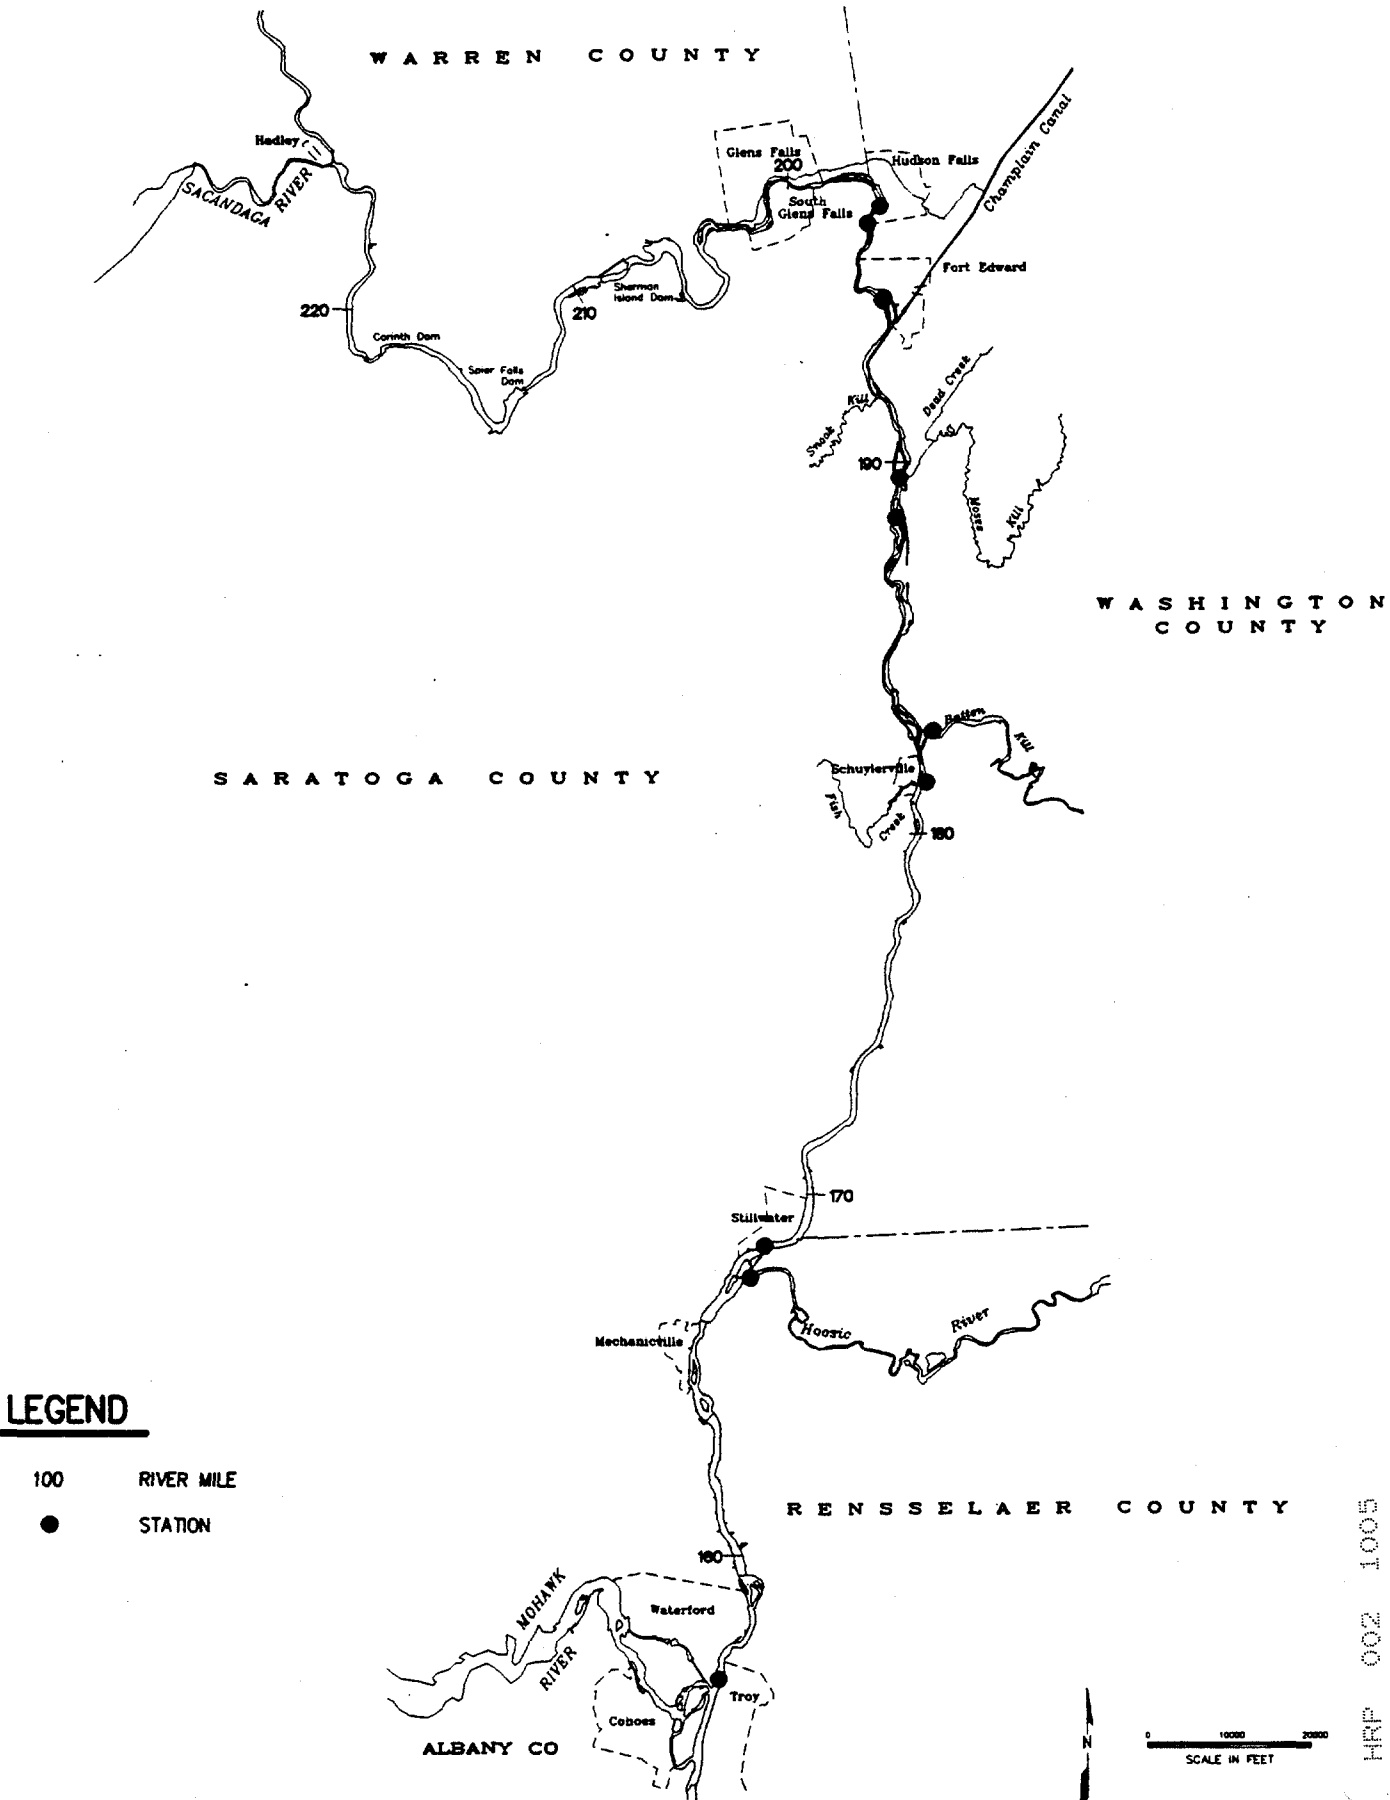 WARREN COUNTY
Champlain Canal
Hadley
Glens Falls
200
Hudson Falls
SACANDAGA
RIVER
South
Glens Falls
Fort Edward
Sherman
Island Dam
210
220
Corinth Dam
Spier Falls
Dam
Dead Creek
Snook
Kill
190
Moses
Kill
WASHINGTON
COUNTY
Batten
Kill
SARATOGA COUNTY
Schuylerville
Fish
Creek
180
170
Stillwater
Hoosic
River
Mechanicville
LEGEND
100 RIVER MILE
● STATION
RENSSELAER COUNTY
160
MOHAWK
RIVER
Waterford
Troy
Cohoes
ALBANY CO
N
0 10000 20000
SCALE IN FEET
HRP 002 1005